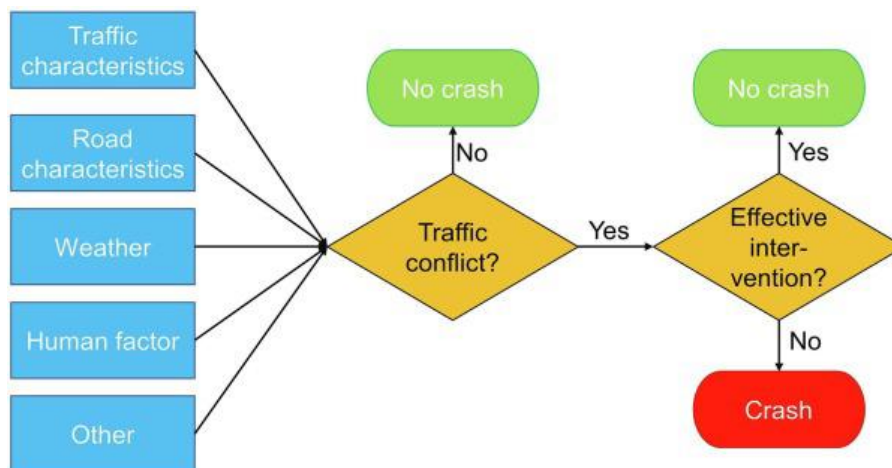 Traffic
characteristics
Road
characteristics
Weather
Human factor
Other
No crash
No
Traffic
conflict?
Yes
No crash
Yes
Effective
inter-
vention?
No
Crash